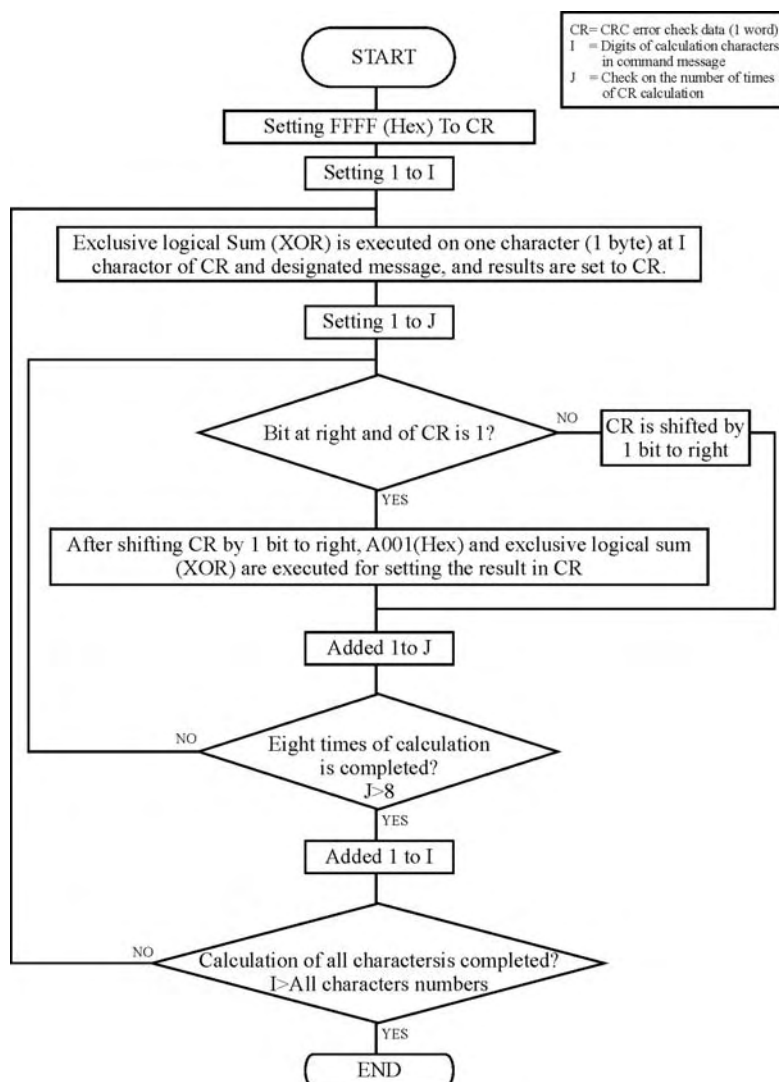 CR= CRC error check data (1 word)
I = Digits of calculation characters
in command message
J = Check on the number of times
of CR calculation
START
Setting FFFF (Hex) To CR
Setting 1 to I
Exclusive logical Sum (XOR) is executed on one character (1 byte) at I
charactor of CR and designated message, and results are set to CR.
Setting 1 to J
Bit at right and of CR is 1?
NO
CR is shifted by
1 bit to right
YES
After shifting CR by 1 bit to right, A001(Hex) and exclusive logical sum
(XOR) are executed for setting the result in CR
Added 1to J
NO
Eight times of calculation
is completed?
J>8
YES
Added 1 to I
NO
Calculation of all charactersis completed?
I>All characters numbers
YES
END